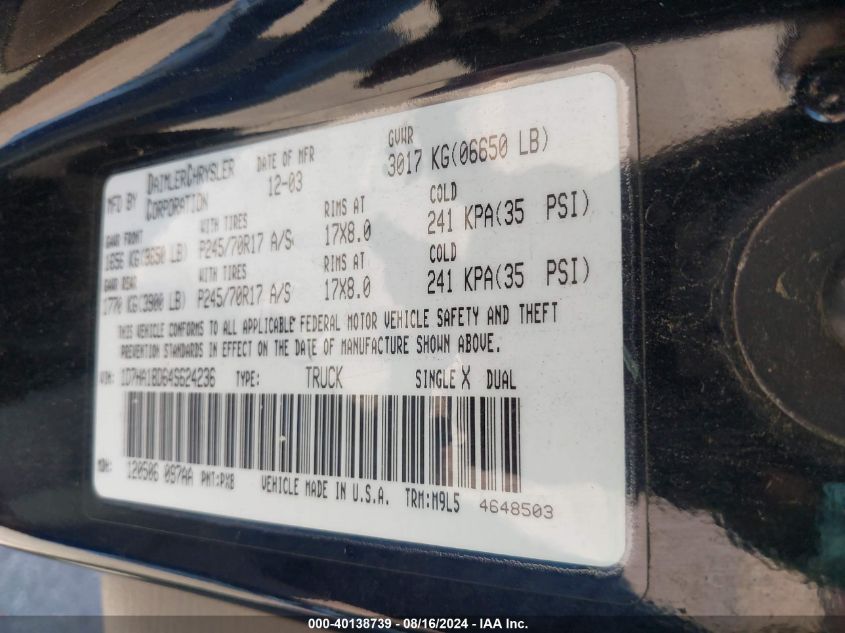 MFD BY DAIMLERCHRYSLER CORPORATION DATE OF MFR 12-03 GVWR 3017 KG(06650 LB)
GAWR FRONT WITH TIRES RIMS AT COLD
1656 KG(3650 LB) P245/70R17 A/S 17X8.0 241 KPA(35 PSI)
GAWR REAR WITH TIRES RIMS AT COLD
1770 KG(3900 LB) P245/70R17 A/S 17X8.0 241 KPA(35 PSI)
THIS VEHICLE CONFORMS TO ALL APPLICABLE FEDERAL MOTOR VEHICLE SAFETY AND THEFT
PREVENTION STANDARDS IN EFFECT ON THE DATE OF MANUFACTURE SHOWN ABOVE.
VIN: 1D7HA18D64S624236 TYPE: TRUCK SINGLE X DUAL
MDH: 120506 097AA PNT:PXB VEHICLE MADE IN U.S.A. TRM:M9L5 4648503
000-40138739 - 08/16/2024 - IAA Inc.